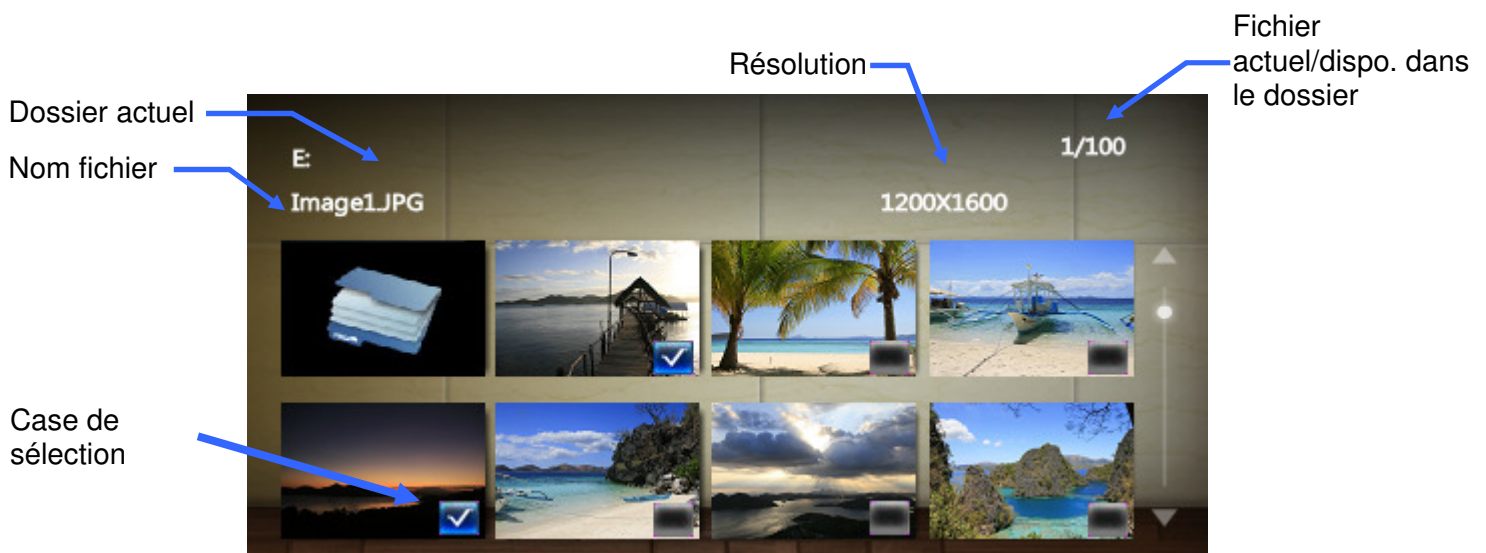 Fichier
actuel/dispo. dans
le dossier
Résolution
Dossier actuel
Nom fichier
E:
1/100
Image1.JPG
1200X1600
Case de
sélection